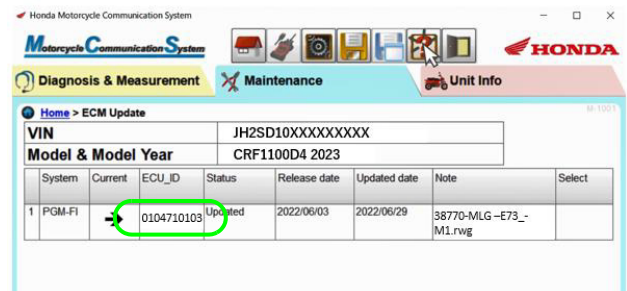 Honda Motorcycle Communication System
Motorcycle Communication System
HONDA
Diagnosis & Measurement Maintenance Unit Info
Home > ECM Update M-1001
VIN JH2SD10XXXXXXXXX
Model & Model Year CRF1100D4 2023
System Current ECU_ID Status Release date Updated date Note Select
1 PGM-FI 0104710103 Updated 2022/06/03 2022/06/29 38770-MLG –E73_-
M1.rwg